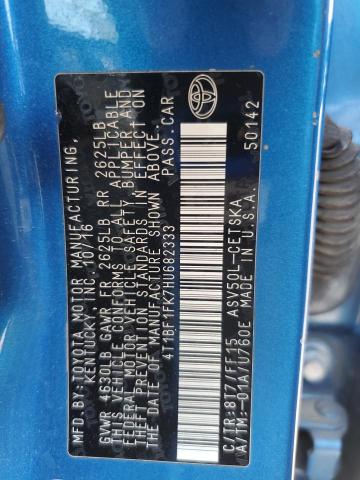 MFD.BY:TOYOTA MOTOR MANUFACTURING,
KENTUCKY, INC. 10/16
GVWR 4630LB GAWR FR 2625LB RR 2625LB
THIS VEHICLE CONFORMS TO ALL APPLICABLE
FEDERAL MOTOR VEHICLE SAFETY, BUMPER,AND
THEFT PREVENTION STANDARDS IN EFFECT ON
THE DATE OF MANUFACTURE SHOWN ABOVE.
4T1BF1FK7HU682333 PASS.CAR
C/TR:8T7/FF15 ASV50L-CETSKA
A/TM:-01A/U760E MADE IN U.S.A. 50142